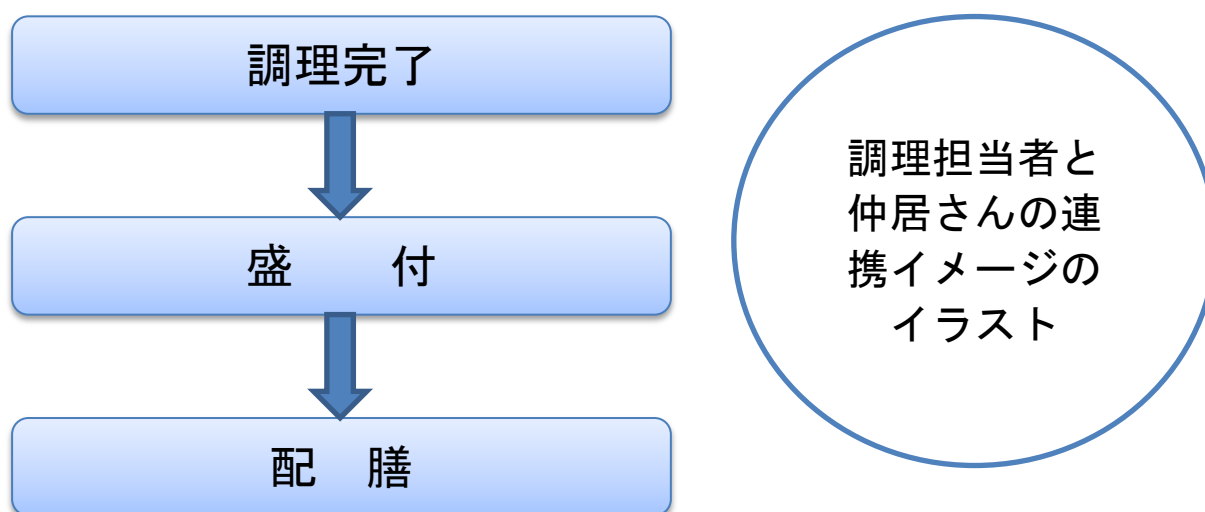 調理完了
盛　　付
配　膳
調理担当者と
仲居さんの連
携イメージの
イラスト